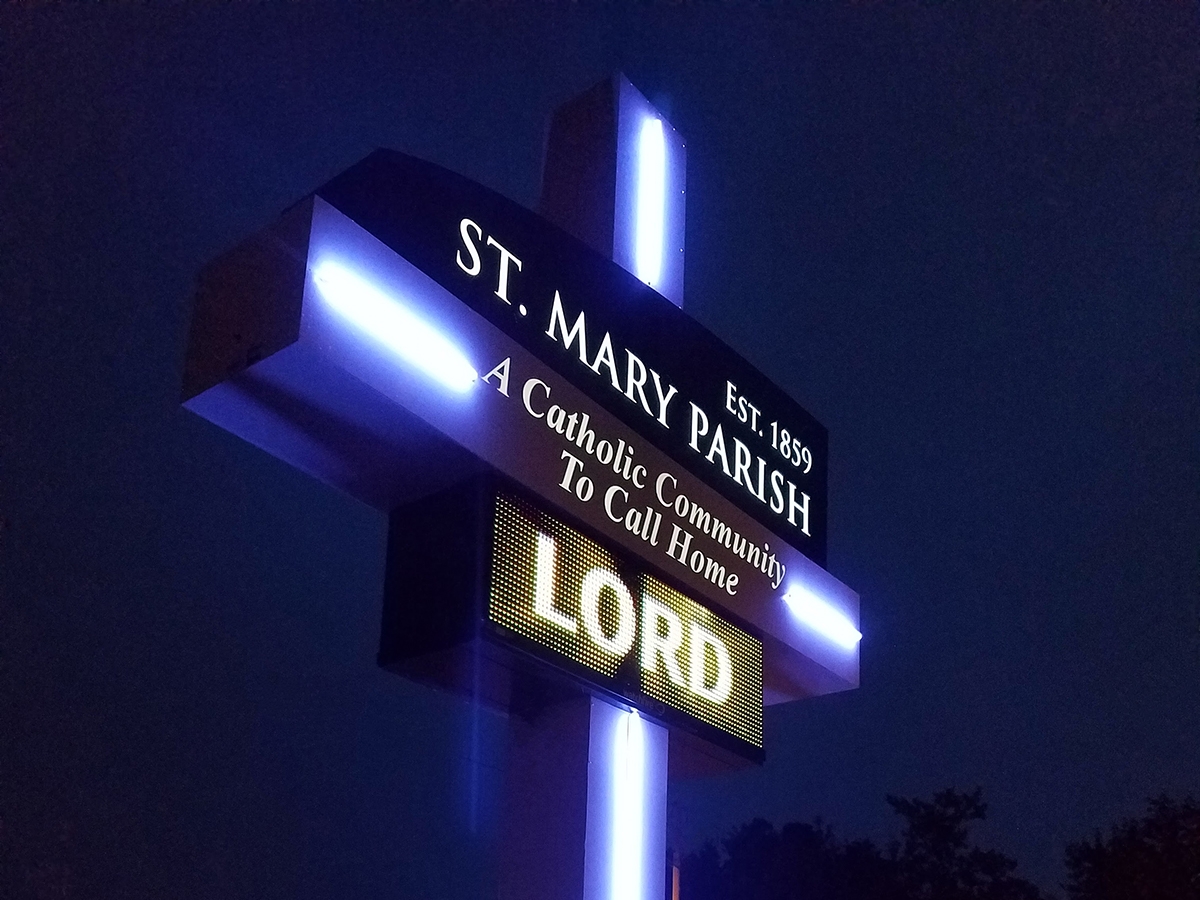 EST. 1859
ST. MARY PARISH
A Catholic Community
To Call Home
LORD